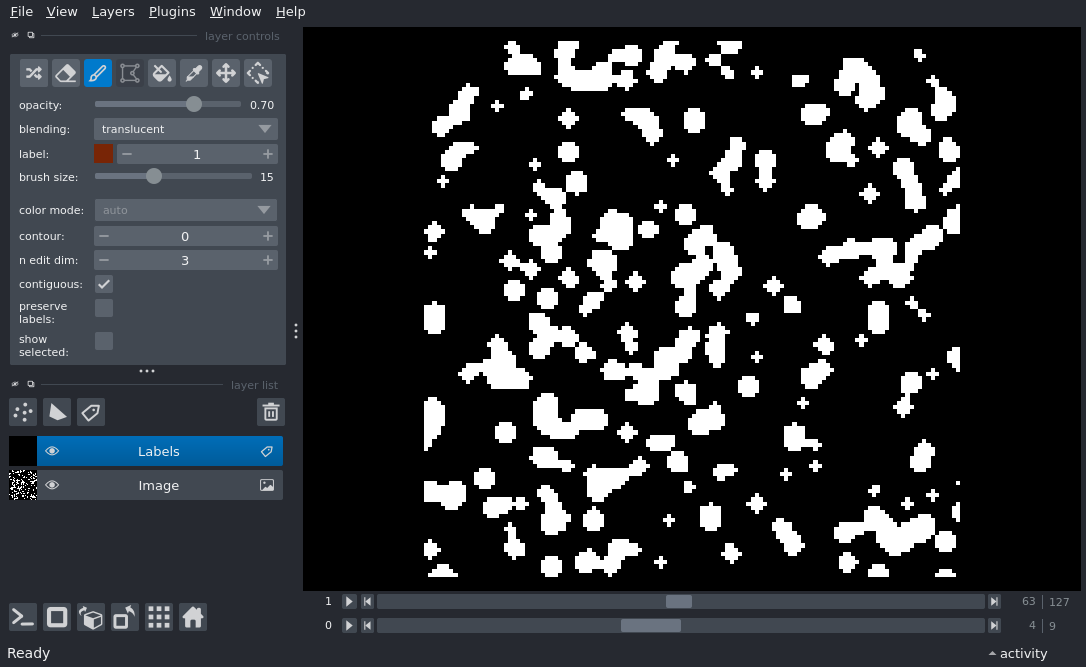 File View Layers Plugins Window Help
layer controls
opacity: 0.70
blending: translucent
label: 1
brush size: 15
color mode: auto
contour: 0
n edit dim: 3
contiguous:
preserve
labels:
show
selected:
layer list
Labels
Image
1 63 127
0 4 9
Ready activity